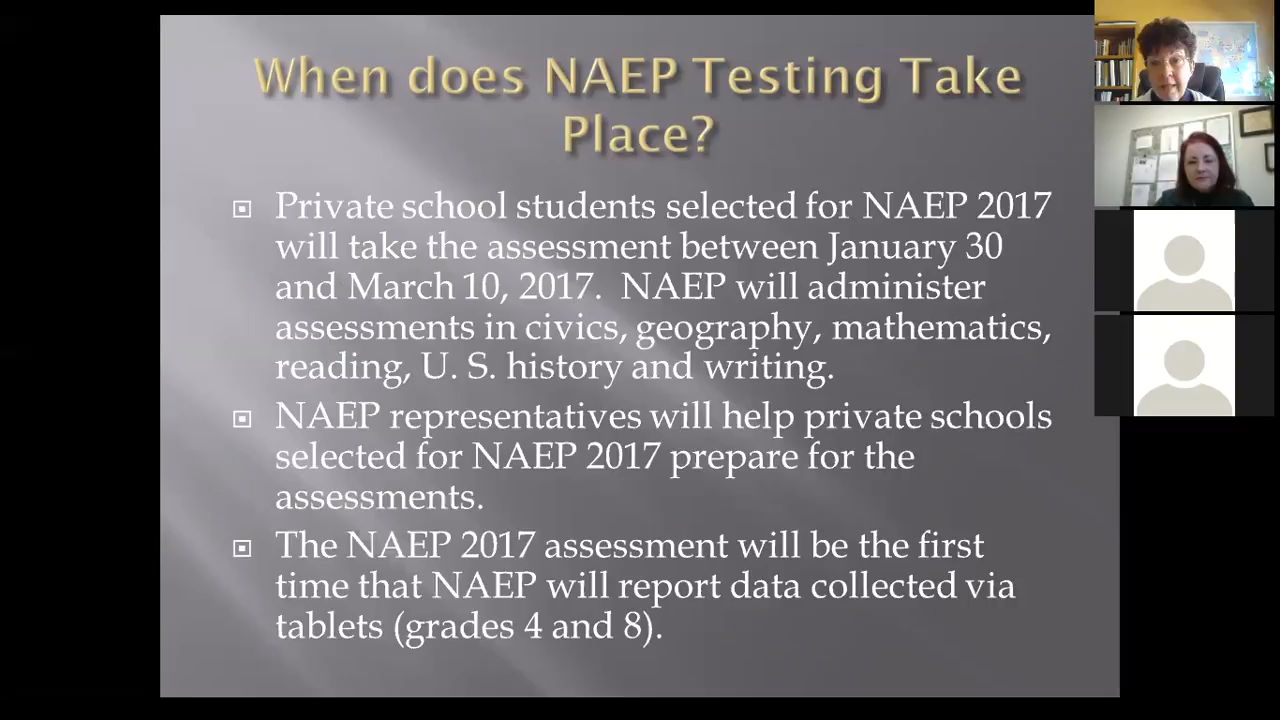 When does NAEP Testing Take
Place?
Private school students selected for NAEP 2017
will take the assessment between January 30
and March 10, 2017. NAEP will administer
assessments in civics, geography, mathematics,
reading, U. S. history and writing.
NAEP representatives will help private schools
selected for NAEP 2017 prepare for the
assessments.
The NAEP 2017 assessment will be the first
time that NAEP will report data collected via
tablets (grades 4 and 8).